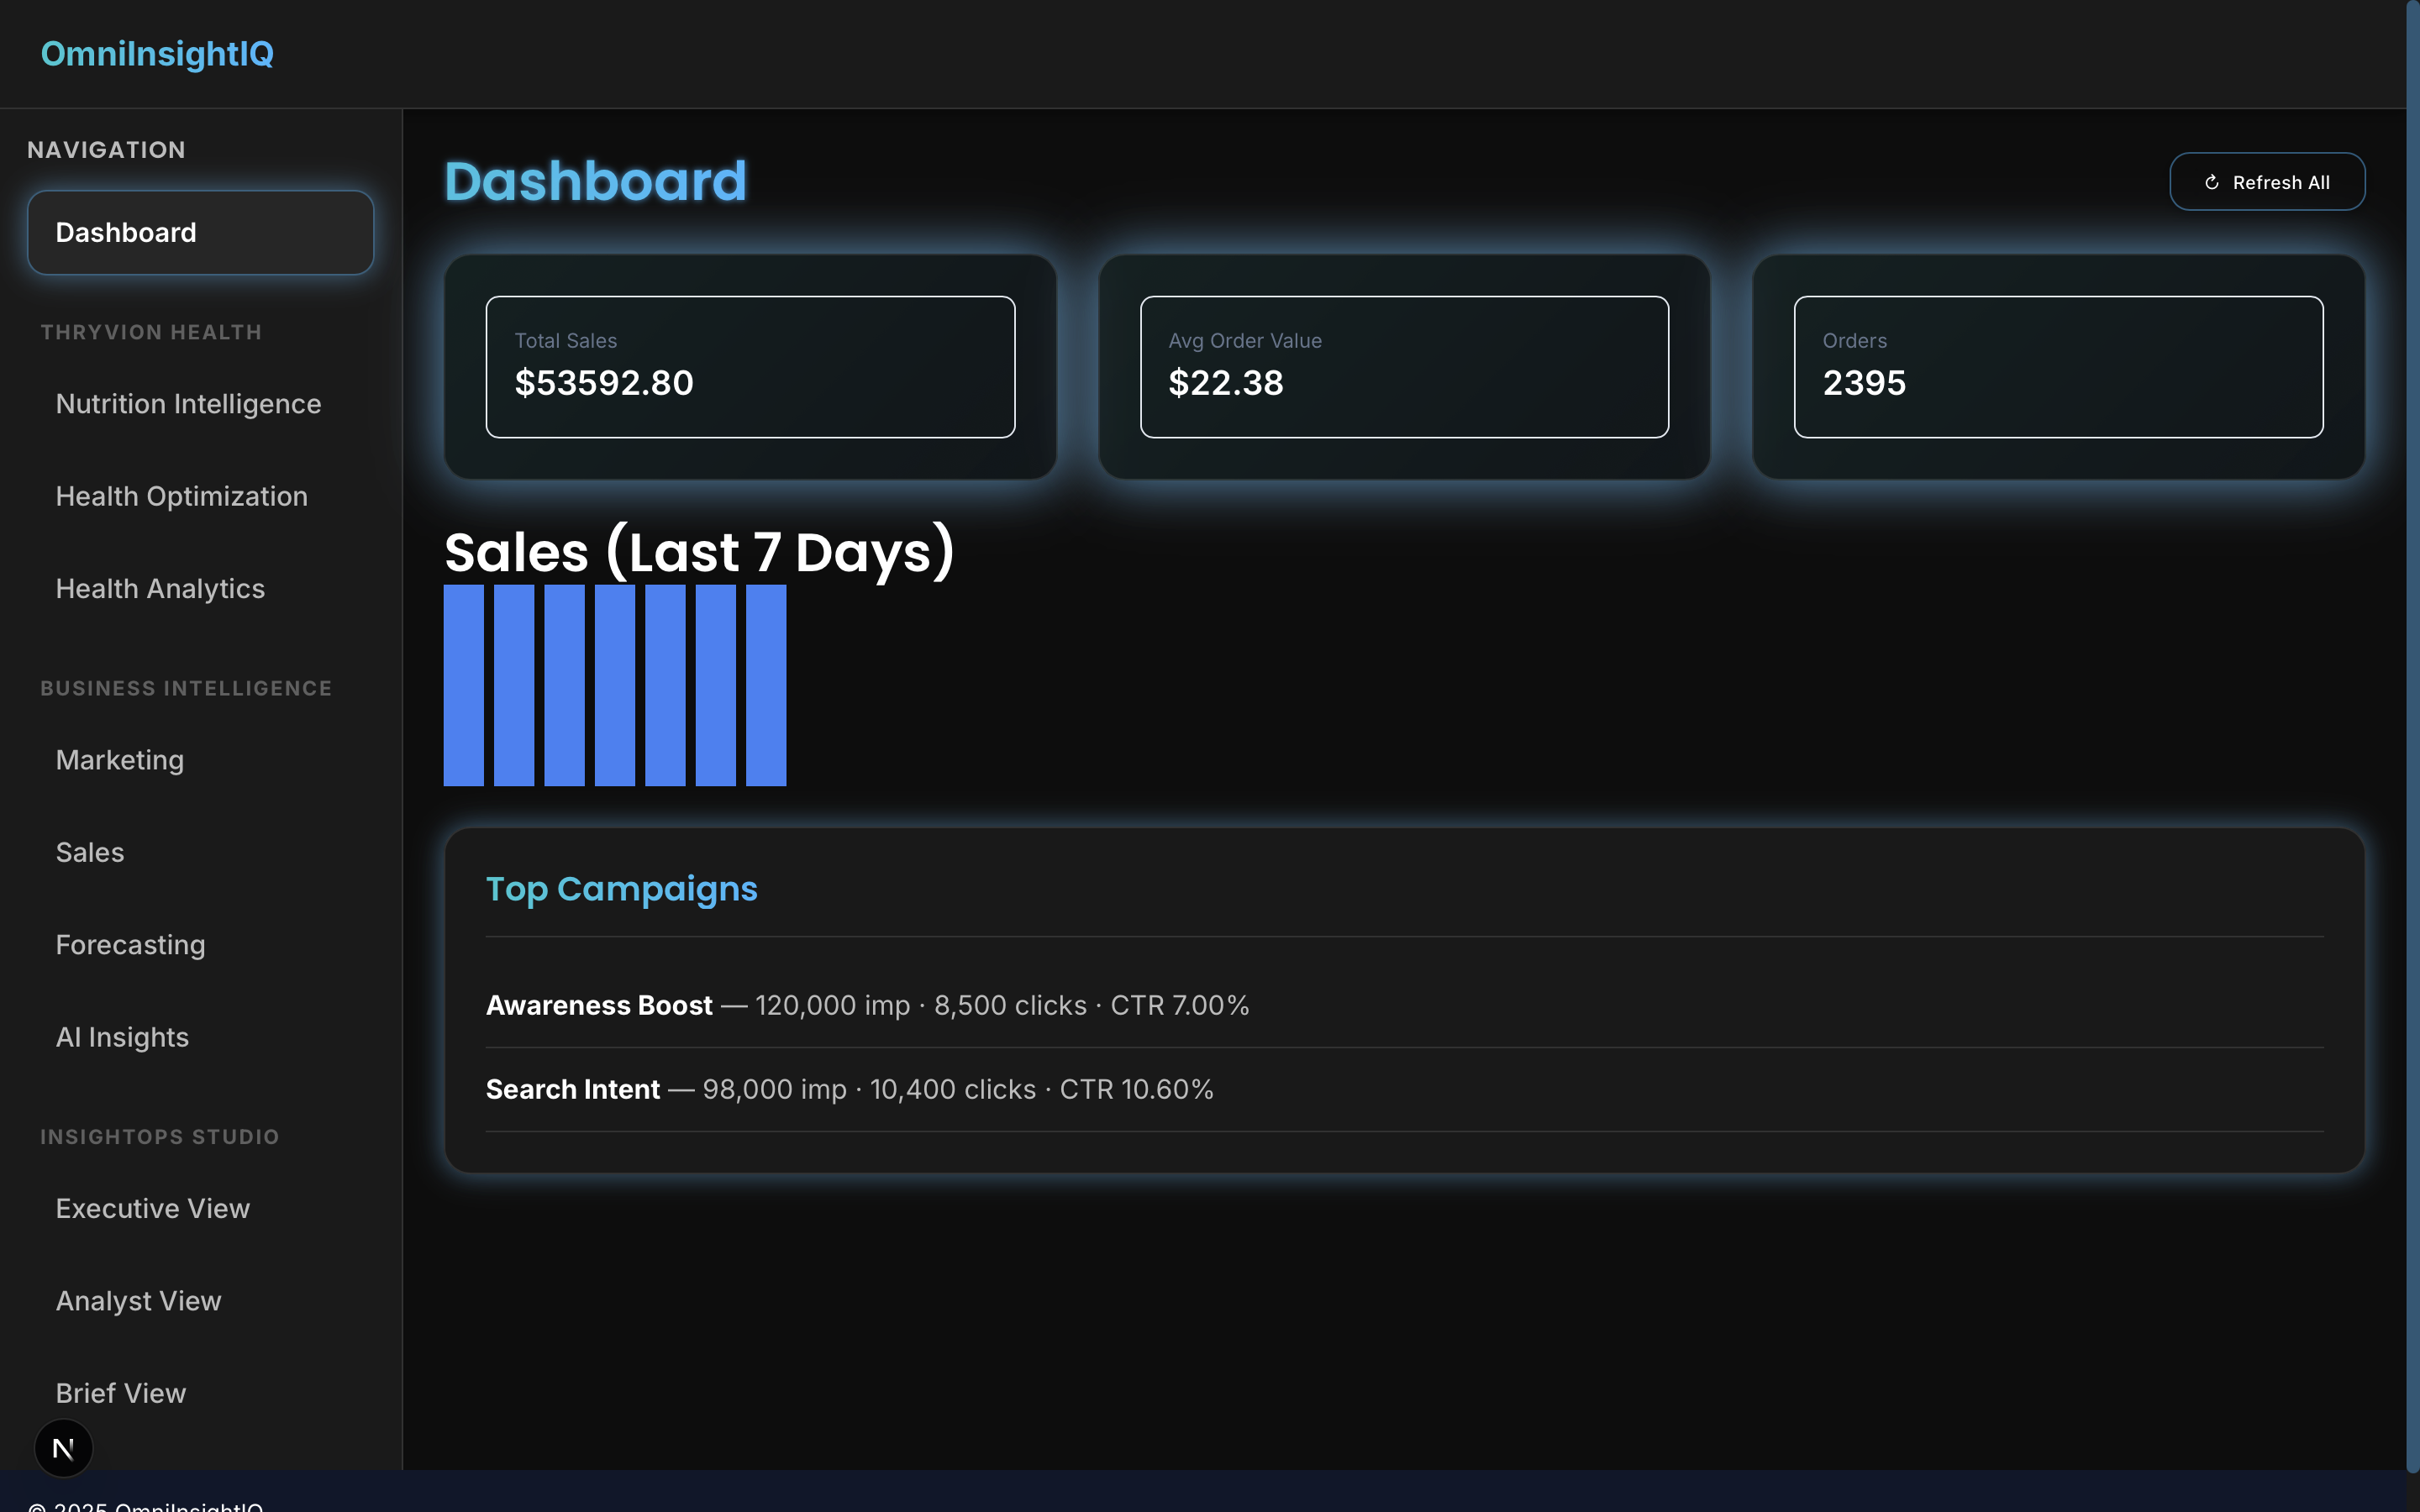 OmniInsightIQ
NAVIGATION
Dashboard
THRYVION HEALTH
Nutrition Intelligence
Health Optimization
Health Analytics
BUSINESS INTELLIGENCE
Marketing
Sales
Forecasting
AI Insights
INSIGHTOPS STUDIO
Executive View
Analyst View
Brief View
N
Dashboard
↻ Refresh All
Total Sales
$53592.80
Avg Order Value
$22.38
Orders
2395
Sales (Last 7 Days)
Top Campaigns
Awareness Boost — 120,000 imp · 8,500 clicks · CTR 7.00%
Search Intent — 98,000 imp · 10,400 clicks · CTR 10.60%
© 2025 OmniInsightIQ